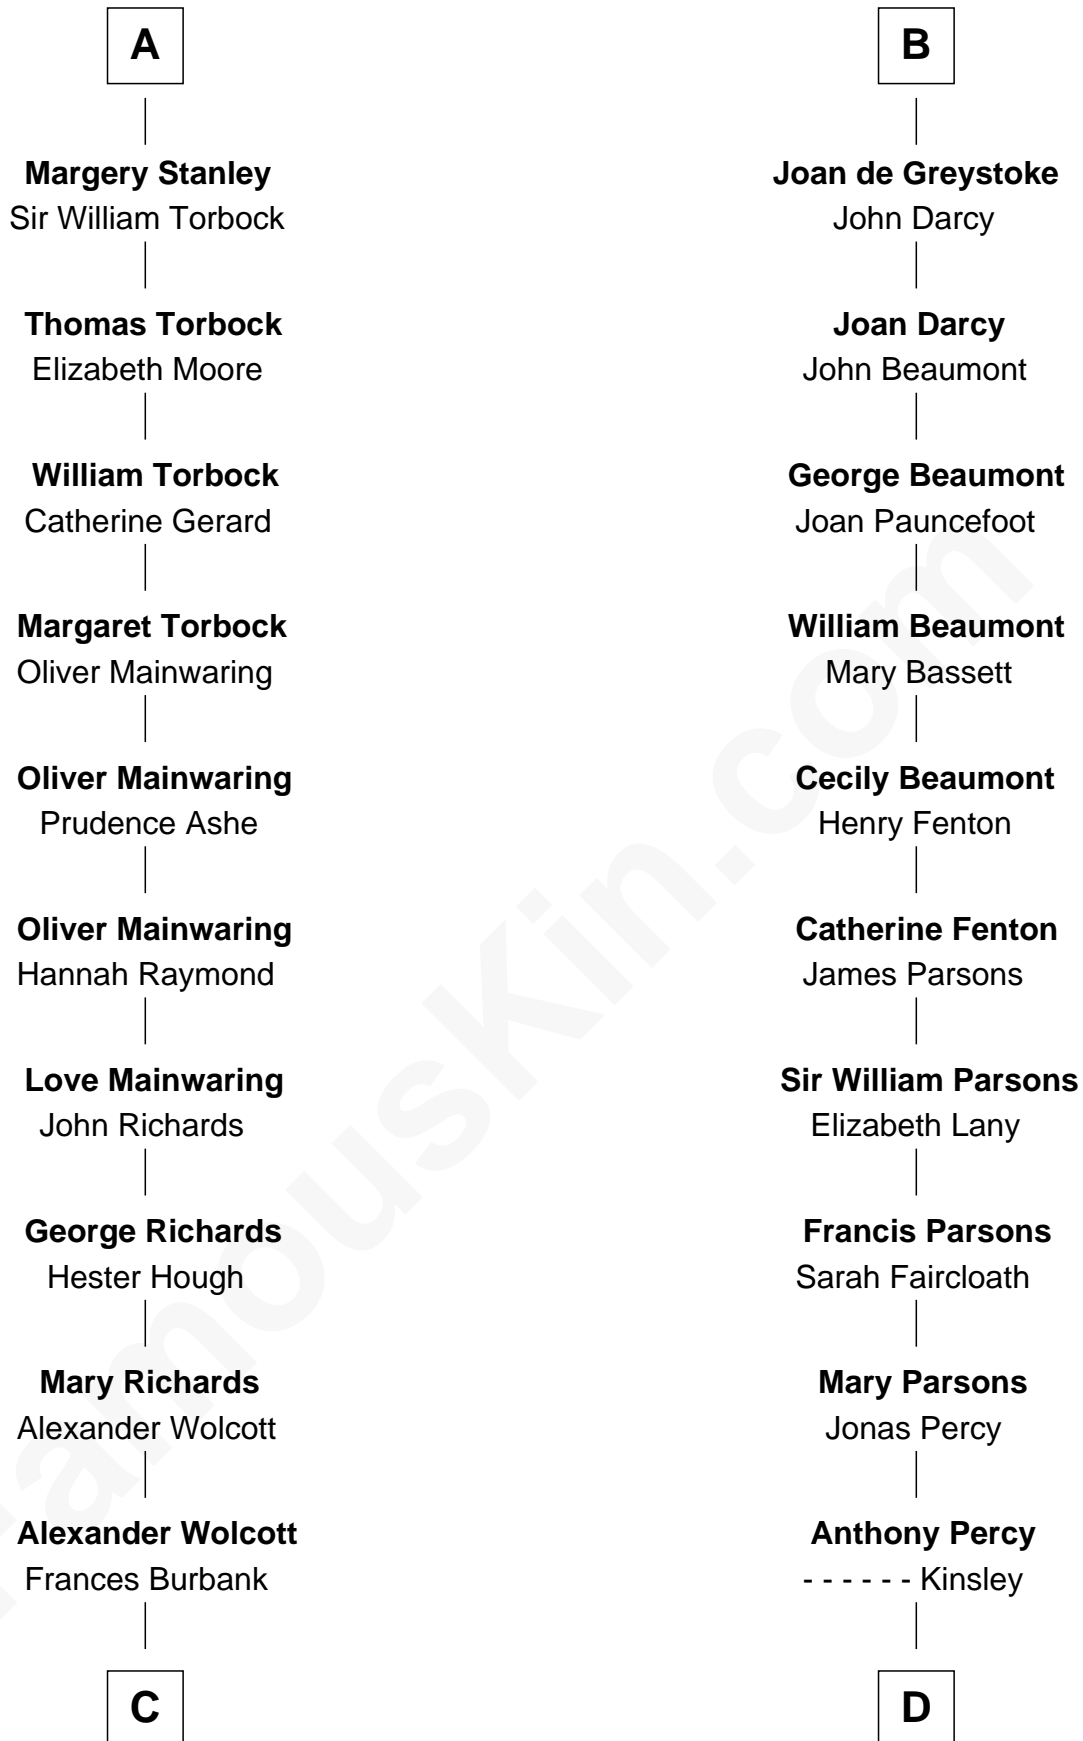 A
Margery Stanley
Sir William Torbock
Thomas Torbock
Elizabeth Moore
William Torbock
Catherine Gerard
Margaret Torbock
Oliver Mainwaring
Oliver Mainwaring
Prudence Ashe
Oliver Mainwaring
Hannah Raymond
Love Mainwaring
John Richards
George Richards
Hester Hough
Mary Richards
Alexander Wolcott
Alexander Wolcott
Frances Burbank
C
B
Joan de Greystoke
John Darcy
Joan Darcy
John Beaumont
George Beaumont
Joan Pauncefoot
William Beaumont
Mary Bassett
Cecily Beaumont
Henry Fenton
Catherine Fenton
James Parsons
Sir William Parsons
Elizabeth Lany
Francis Parsons
Sarah Faircloath
Mary Parsons
Jonas Percy
Anthony Percy
- - - - - - Kinsley
D
FamousKin.com